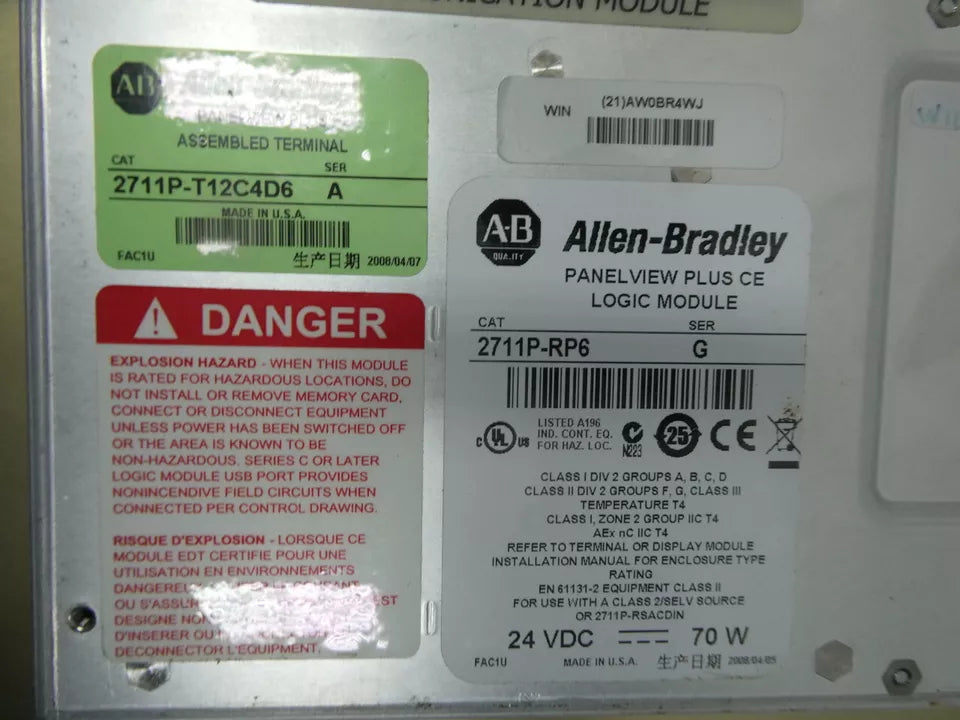 MODULE
AB
ASSEMBLED TERMINAL
CAT SER
2711P-T12C4D6 A
MADE IN U.S.A.
FAC1U 生产日期 2008/04/07
WIN (21)AW0BR4WJ
DANGER
EXPLOSION HAZARD - WHEN THIS MODULE
IS RATED FOR HAZARDOUS LOCATIONS, DO
NOT INSTALL OR REMOVE MEMORY CARD,
CONNECT OR DISCONNECT EQUIPMENT
UNLESS POWER HAS BEEN SWITCHED OFF
OR THE AREA IS KNOWN TO BE
NON-HAZARDOUS. SERIES C OR LATER
LOGIC MODULE USB PORT PROVIDES
NONINCENDIVE FIELD CIRCUITS WHEN
CONNECTED PER CONTROL DRAWING.
RISQUE D'EXPLOSION - LORSQUE CE
MODULE EDT CERTIFIE POUR UNE
UTILISATION EN ENVIRONNEMENTS
OU
DESIGNE
D'INSERER OU
DECONNECTOR L'EQUIPMENT.
A-B
QUALITY
Allen-Bradley
PANELVIEW PLUS CE
LOGIC MODULE
CAT SER
2711P-RP6 G
C UL US
LISTED A196
IND. CONT. EQ.
FOR HAZ. LOC.
N223
25
CE
CLASS I DIV 2 GROUPS A, B, C, D
CLASS II DIV 2 GROUPS F, G, CLASS III
TEMPERATURE T4
CLASS I, ZONE 2 GROUP IIC T4
AEx nC IIC T4
REFER TO TERMINAL OR DISPLAY MODULE
INSTALLATION MANUAL FOR ENCLOSURE TYPE
RATING
EN 61131-2 EQUIPMENT CLASS II
FOR USE WITH A CLASS 2/SELV SOURCE
OR 2711P-RSACDIN
24 VDC 70 W
FAC1U MADE IN U.S.A. 生产日期 2008/04/05